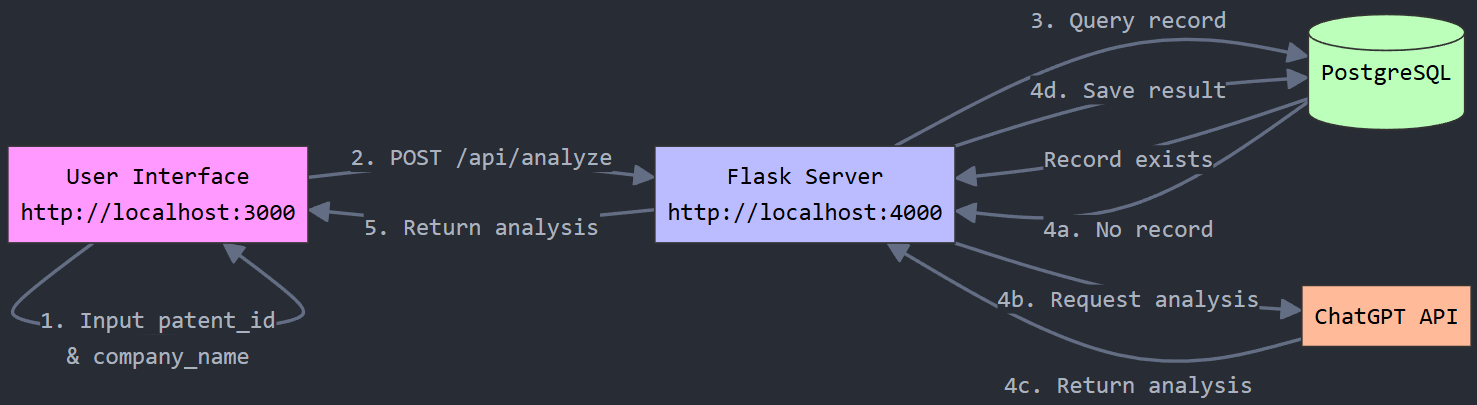 3. Query record
PostgreSQL
4d. Save result
2. POST /api/analyze
Record exists
User Interface
http://localhost:3000
Flask Server
http://localhost:4000
5. Return analysis
4a. No record
4b. Request analysis
ChatGPT API
1. Input patent_id
& company_name
4c. Return analysis